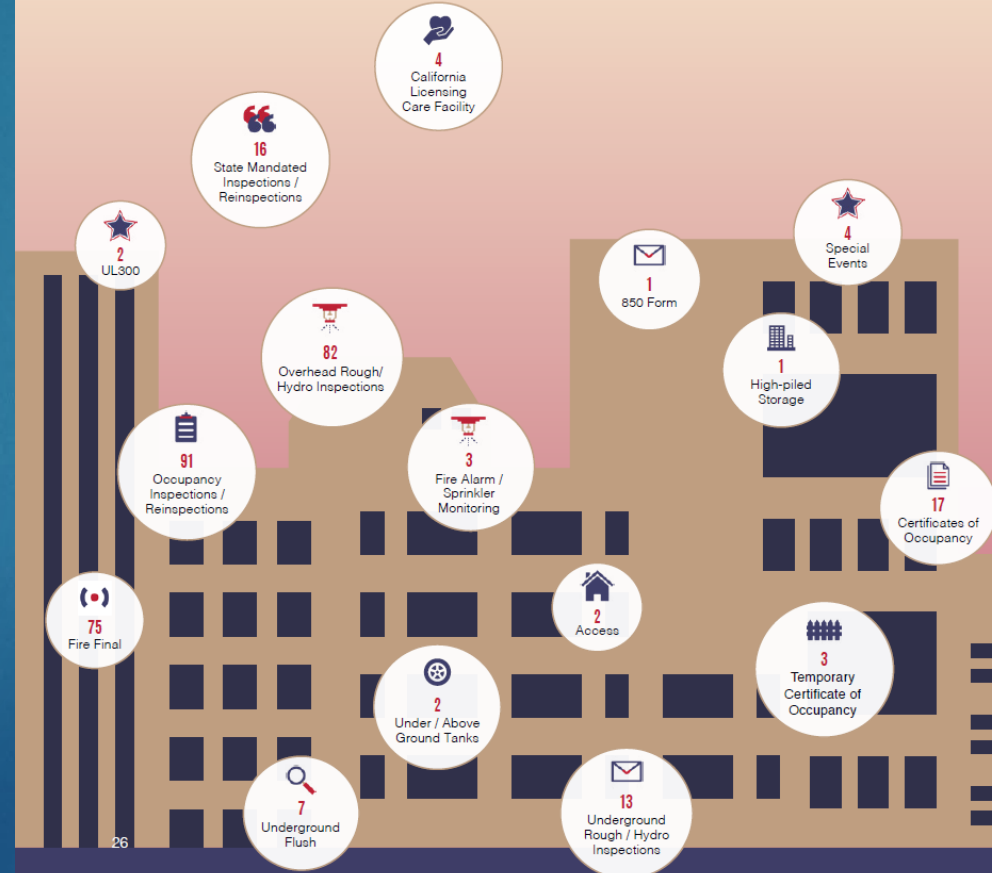 4
California
Licensing
Care Facility
16
State Mandated
Inspections /
Reinspections
2
UL300
4
Special
Events
1
850 Form
82
Overhead Rough/
Hydro Inspections
1
High-piled
Storage
91
Occupancy
Inspections /
Reinspections
3
Fire Alarm /
Sprinkler
Monitoring
17
Certificates of
Occupancy
75
Fire Final
2
Access
3
Temporary
Certificate of
Occupancy
2
Under / Above
Ground Tanks
7
Underground
Flush
13
Underground
Rough / Hydro
Inspections
26